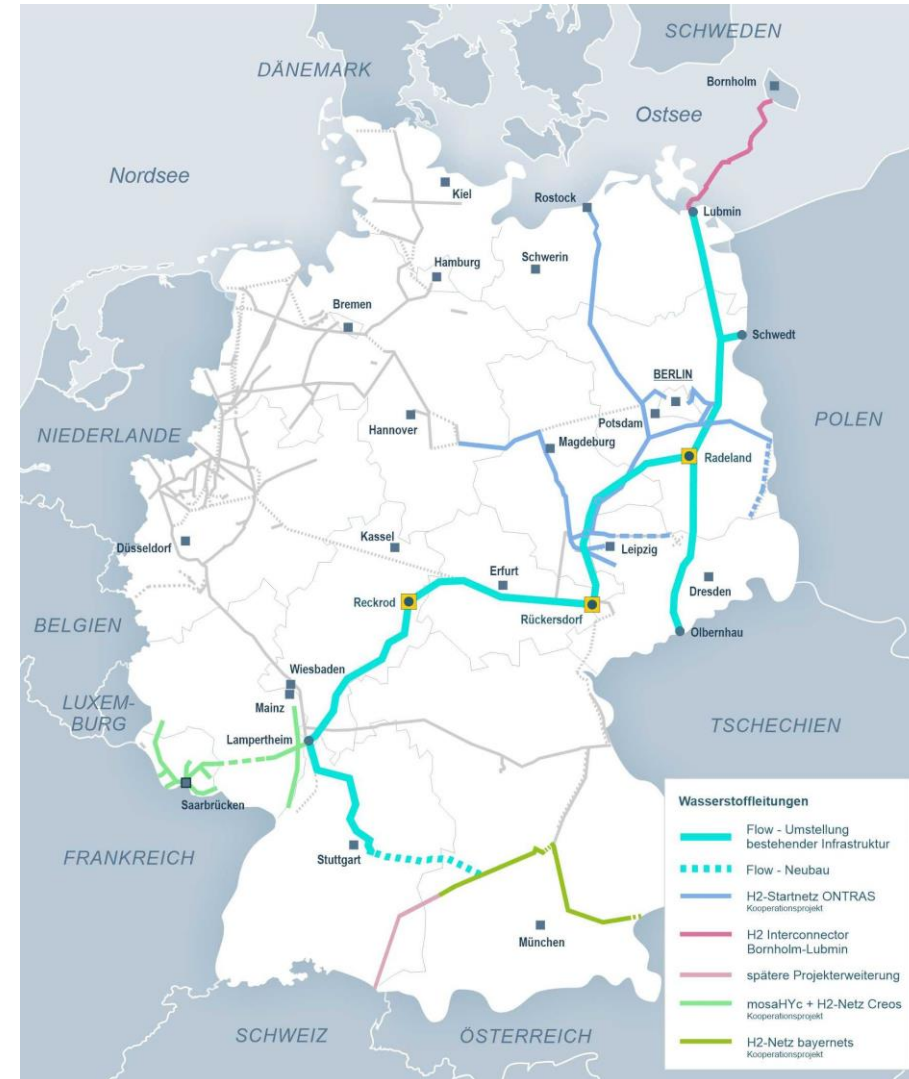 SCHWEDEN
DÄNEMARK
Bornholm
Ostsee
Nordsee
Kiel
Rostock
Lubmin
Hamburg
Schwerin
Bremen
Schwedt
BERLIN
Potsdam
POLEN
Hannover
NIEDERLANDE
Magdeburg
Radeland
Düsseldorf
Kassel
Leipzig
Erfurt
Dresden
Reckrod
Rückersdorf
BELGIEN
Olbernhau
Wiesbaden
LUXEM-
BURG
Mainz
TSCHECHIEN
Lampertheim
Saarbrücken
FRANKREICH
Stuttgart
München
SCHWEIZ
ÖSTERREICH
Wasserstoffleitungen
Flow - Umstellung
bestehender Infrastruktur
Flow - Neubau
H2-Startnetz ONTRAS
Kooperationsprojekt
H2 Interconnector
Bornholm-Lubmin
spätere Projekterweiterung
mosaHYc + H2-Netz Creos
Kooperationsprojekt
H2-Netz bayernets
Kooperationsprojekt